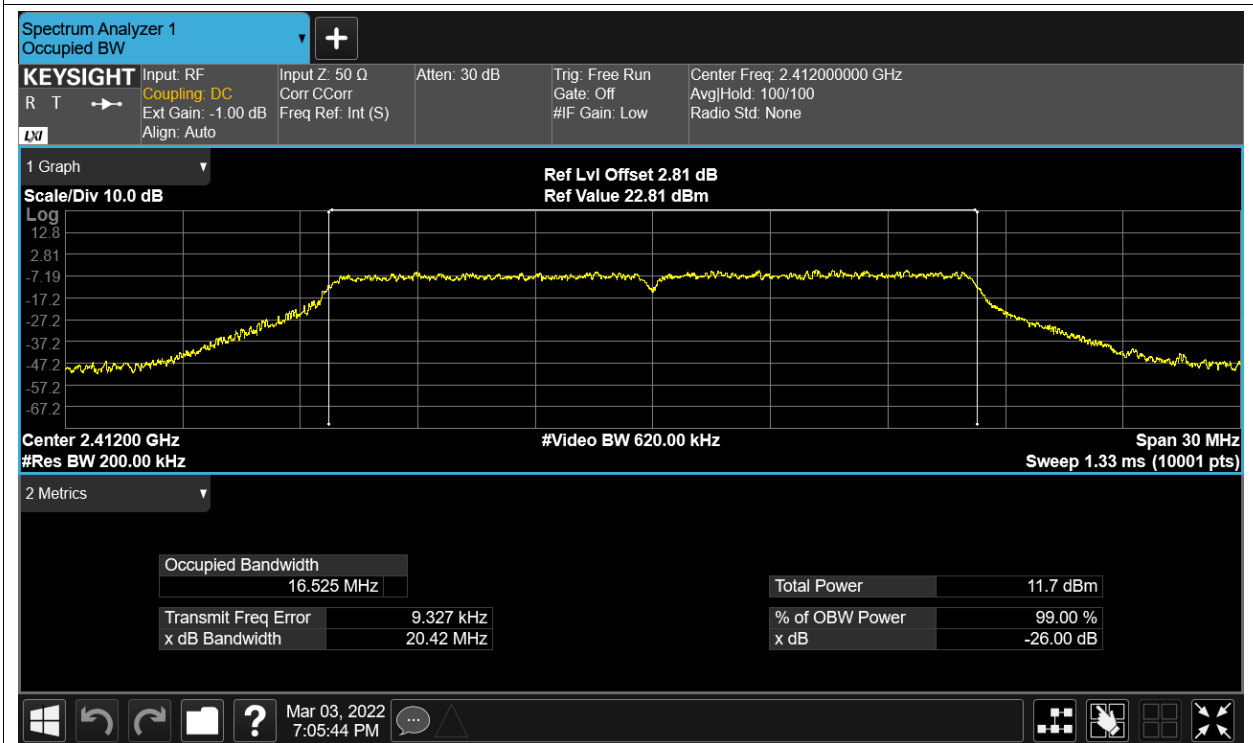 Spectrum Analyzer 1
Occupied BW
KEYSIGHT
R T
LXI
Input: RF
Coupling: DC
Ext Gain: -1.00 dB
Align: Auto
Input Z: 50 Ω
Corr CCorr
Freq Ref: Int (S)
Atten: 30 dB
Trig: Free Run
Gate: Off
#IF Gain: Low
Center Freq: 2.412000000 GHz
Avg|Hold: 100/100
Radio Std: None
1 Graph
Scale/Div 10.0 dB
Ref Lvl Offset 2.81 dB
Ref Value 22.81 dBm
Log
12.8
2.81
-7.19
-17.2
-27.2
-37.2
-47.2
-57.2
-67.2
Center 2.41200 GHz
#Video BW 620.00 kHz
Span 30 MHz
#Res BW 200.00 kHz
Sweep 1.33 ms (10001 pts)
2 Metrics
Occupied Bandwidth
16.525 MHz
Total Power 11.7 dBm
Transmit Freq Error 9.327 kHz
% of OBW Power 99.00 %
x dB Bandwidth 20.42 MHz
x dB -26.00 dB
?
Mar 03, 2022
7:05:44 PM